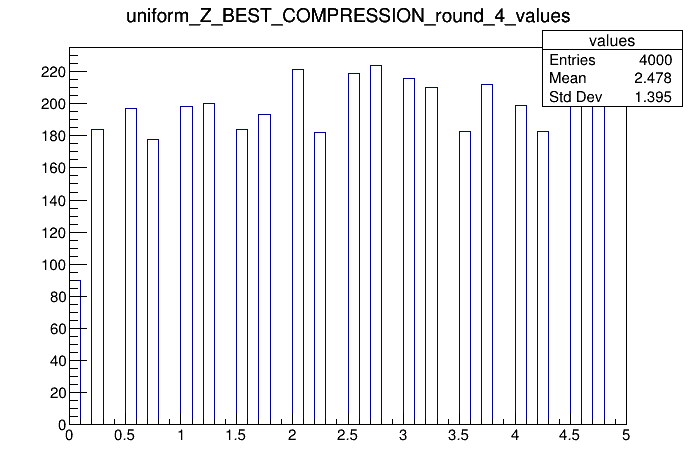 uniform_Z_BEST_COMPRESSION_round_4_values
values
Entries 4000
Mean 2.478
Std Dev 1.395
220
200
180
160
140
120
100
80
60
40
20
0
0 0.5 1 1.5 2 2.5 3 3.5 4 4.5 5